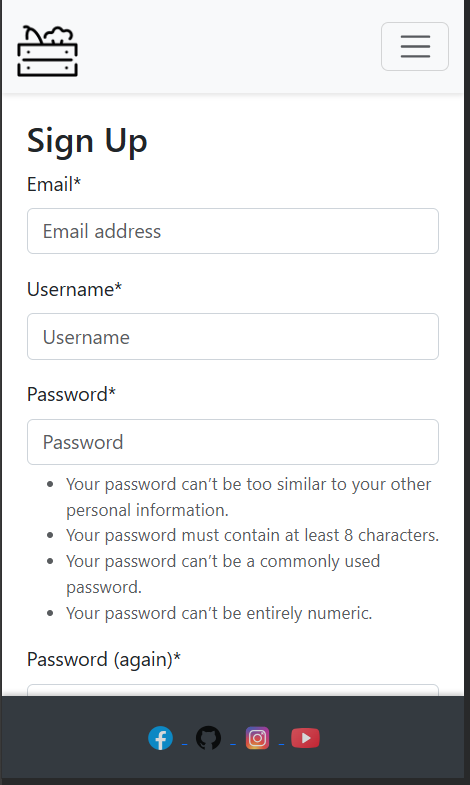 Sign Up
Email*
Email address
Username*
Username
Password*
Password
Your password can’t be too similar to your other
personal information.
Your password must contain at least 8 characters.
Your password can’t be a commonly used
password.
Your password can’t be entirely numeric.
Password (again)*